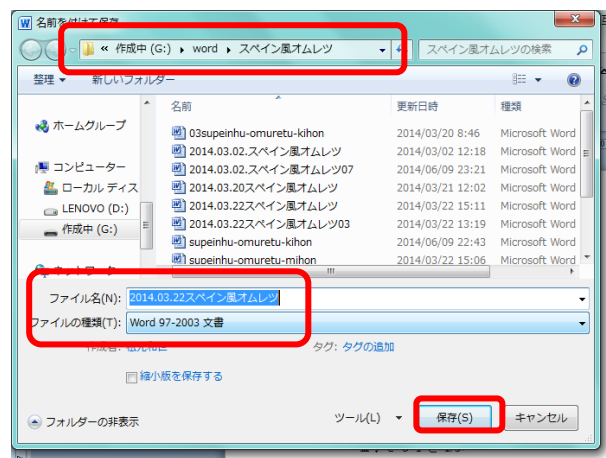 名前を付けて保存
« 作成中 (G:) ▸ word ▸ スペイン風オムレツ
スペイン風オムレツの検索
整理 ▼ 新しいフォルダー
名前 更新日時 種類
ホームグループ
03supeinhu-omuretu-kihon 2014/03/20 8:46 Microsoft Word
2014.03.02.スペイン風オムレツ 2014/03/02 12:18 Microsoft Word
コンピューター
2014.03.02.スペイン風オムレツ07 2014/06/09 23:21 Microsoft Word
ローカル ディス
2014.03.20スペイン風オムレツ 2014/03/21 12:02 Microsoft Word
LENOVO (D:)
2014.03.22スペイン風オムレツ 2014/03/22 15:11 Microsoft Word
作成中 (G:)
2014.03.22スペイン風オムレツ03 2014/03/22 13:19 Microsoft Word
supeinhu-omuretu-kihon 2014/06/09 22:43 Microsoft Word
supeinhu-omuretu-mihon 2014/03/22 15:06 Microsoft Word
ネットワーク
ファイル名(N): 2014.03.22スペイン風オムレツ
ファイルの種類(T): Word 97-2003 文書
作成者:
タグ: タグの追加
縮小版を保存する
フォルダーの非表示
ツール(L) ▼ 保存(S) キャンセル